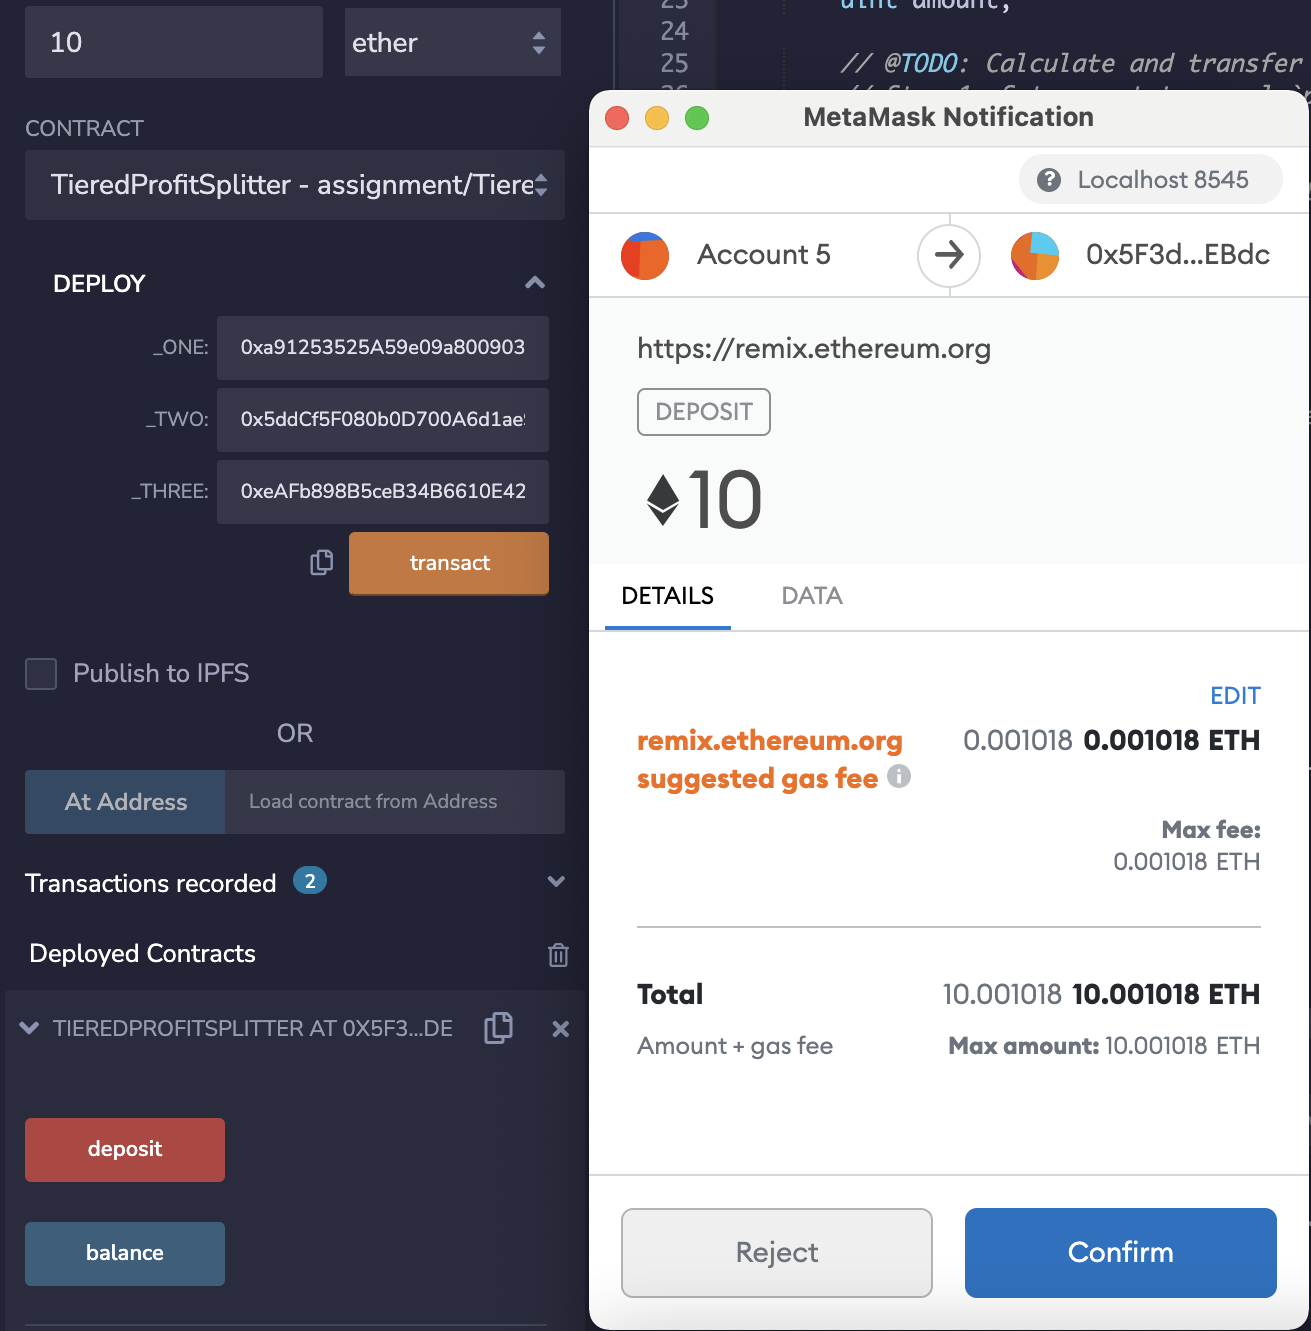 10
ether
CONTRACT
TieredProfitSplitter - assignment/Tiere
DEPLOY
_ONE: 0xa91253525A59e09a800903
_TWO: 0x5ddCf5F080b0D700A6d1ae
_THREE: 0xeAFb898B5ceB34B6610E42
transact
Publish to IPFS
OR
At Address
Load contract from Address
Transactions recorded 2
Deployed Contracts
TIEREDPROFITSPLITTER AT 0X5F3...DE
deposit
balance
23 uint amount;
24
25 // @TODO: Calculate and transfer
MetaMask Notification
Localhost 8545
Account 5
0x5F3d...EBdc
https://remix.ethereum.org
DEPOSIT
10
DETAILS
DATA
EDIT
remix.ethereum.org 0.001018 0.001018 ETH
suggested gas fee
Max fee:
0.001018 ETH
Total 10.001018 10.001018 ETH
Amount + gas fee Max amount: 10.001018 ETH
Reject
Confirm